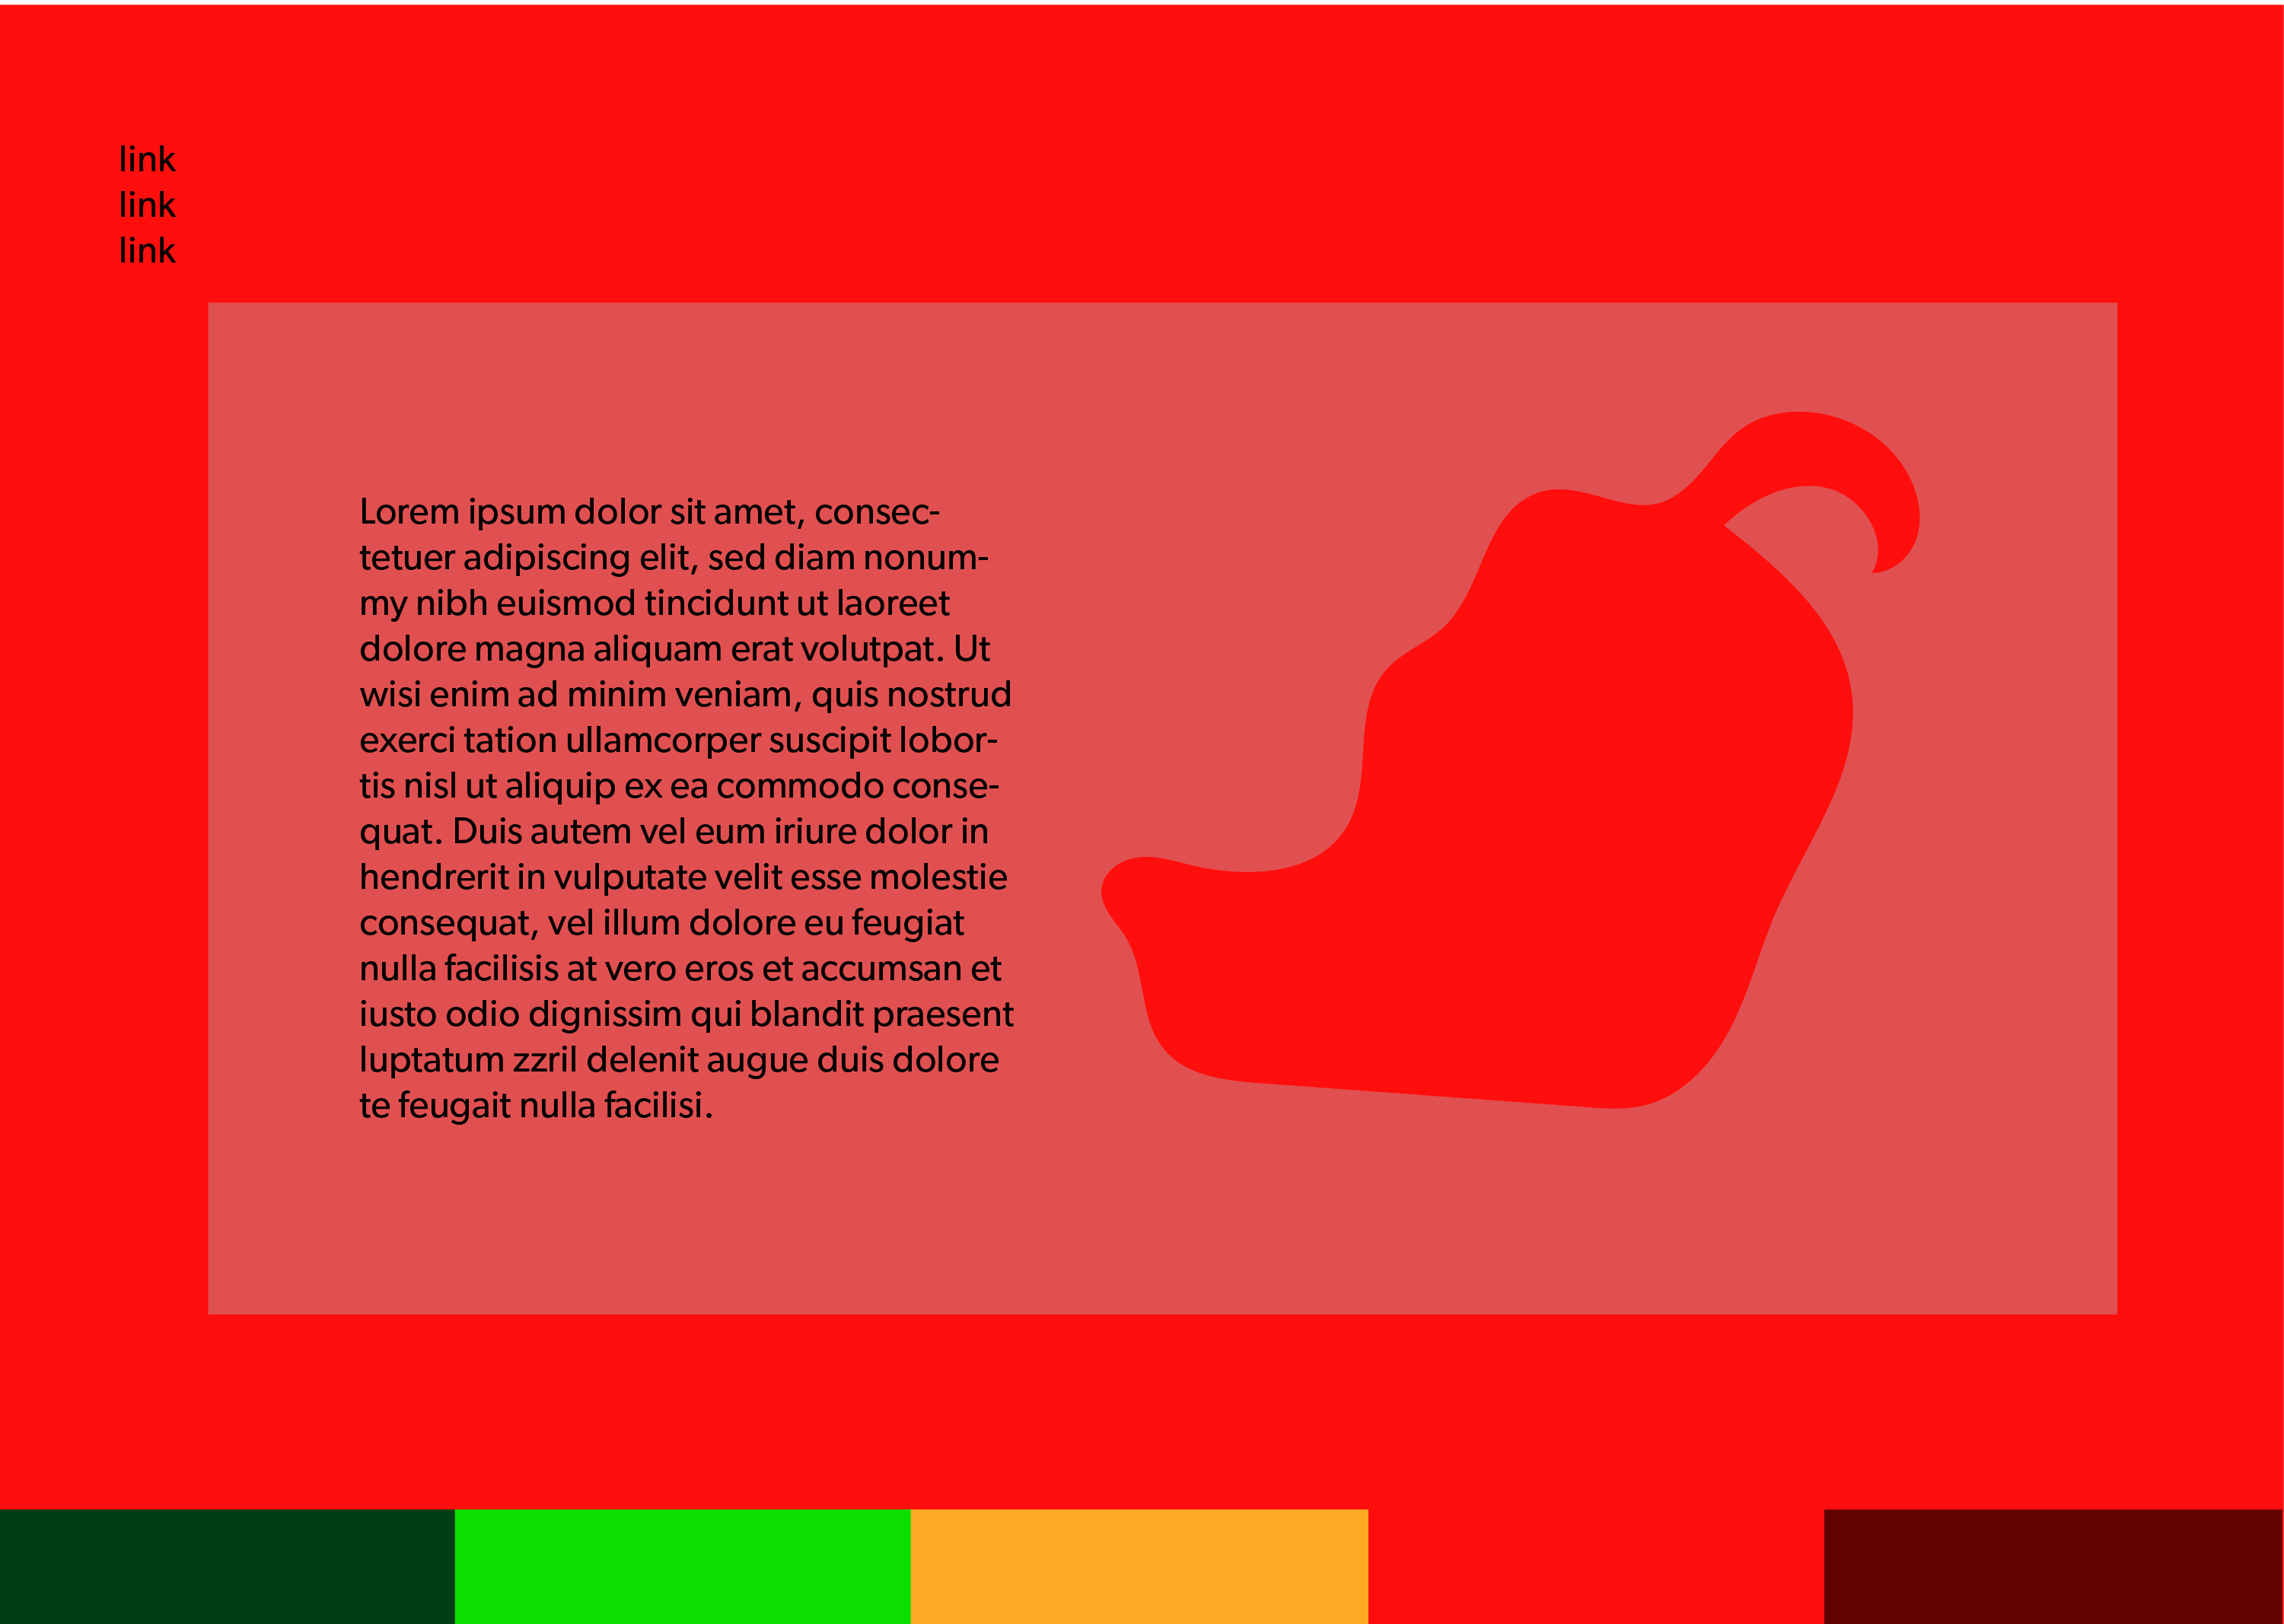 link
link
link
Lorem ipsum dolor sit amet, consec-
tetuer adipiscing elit, sed diam nonum-
my nibh euismod tincidunt ut laoreet
dolore magna aliquam erat volutpat. Ut
wisi enim ad minim veniam, quis nostrud
exerci tation ullamcorper suscipit lobor-
tis nisl ut aliquip ex ea commodo conse-
quat. Duis autem vel eum iriure dolor in
hendrerit in vulputate velit esse molestie
consequat, vel illum dolore eu feugiat
nulla facilisis at vero eros et accumsan et
iusto odio dignissim qui blandit praesent
luptatum zzril delenit augue duis dolore
te feugait nulla facilisi.